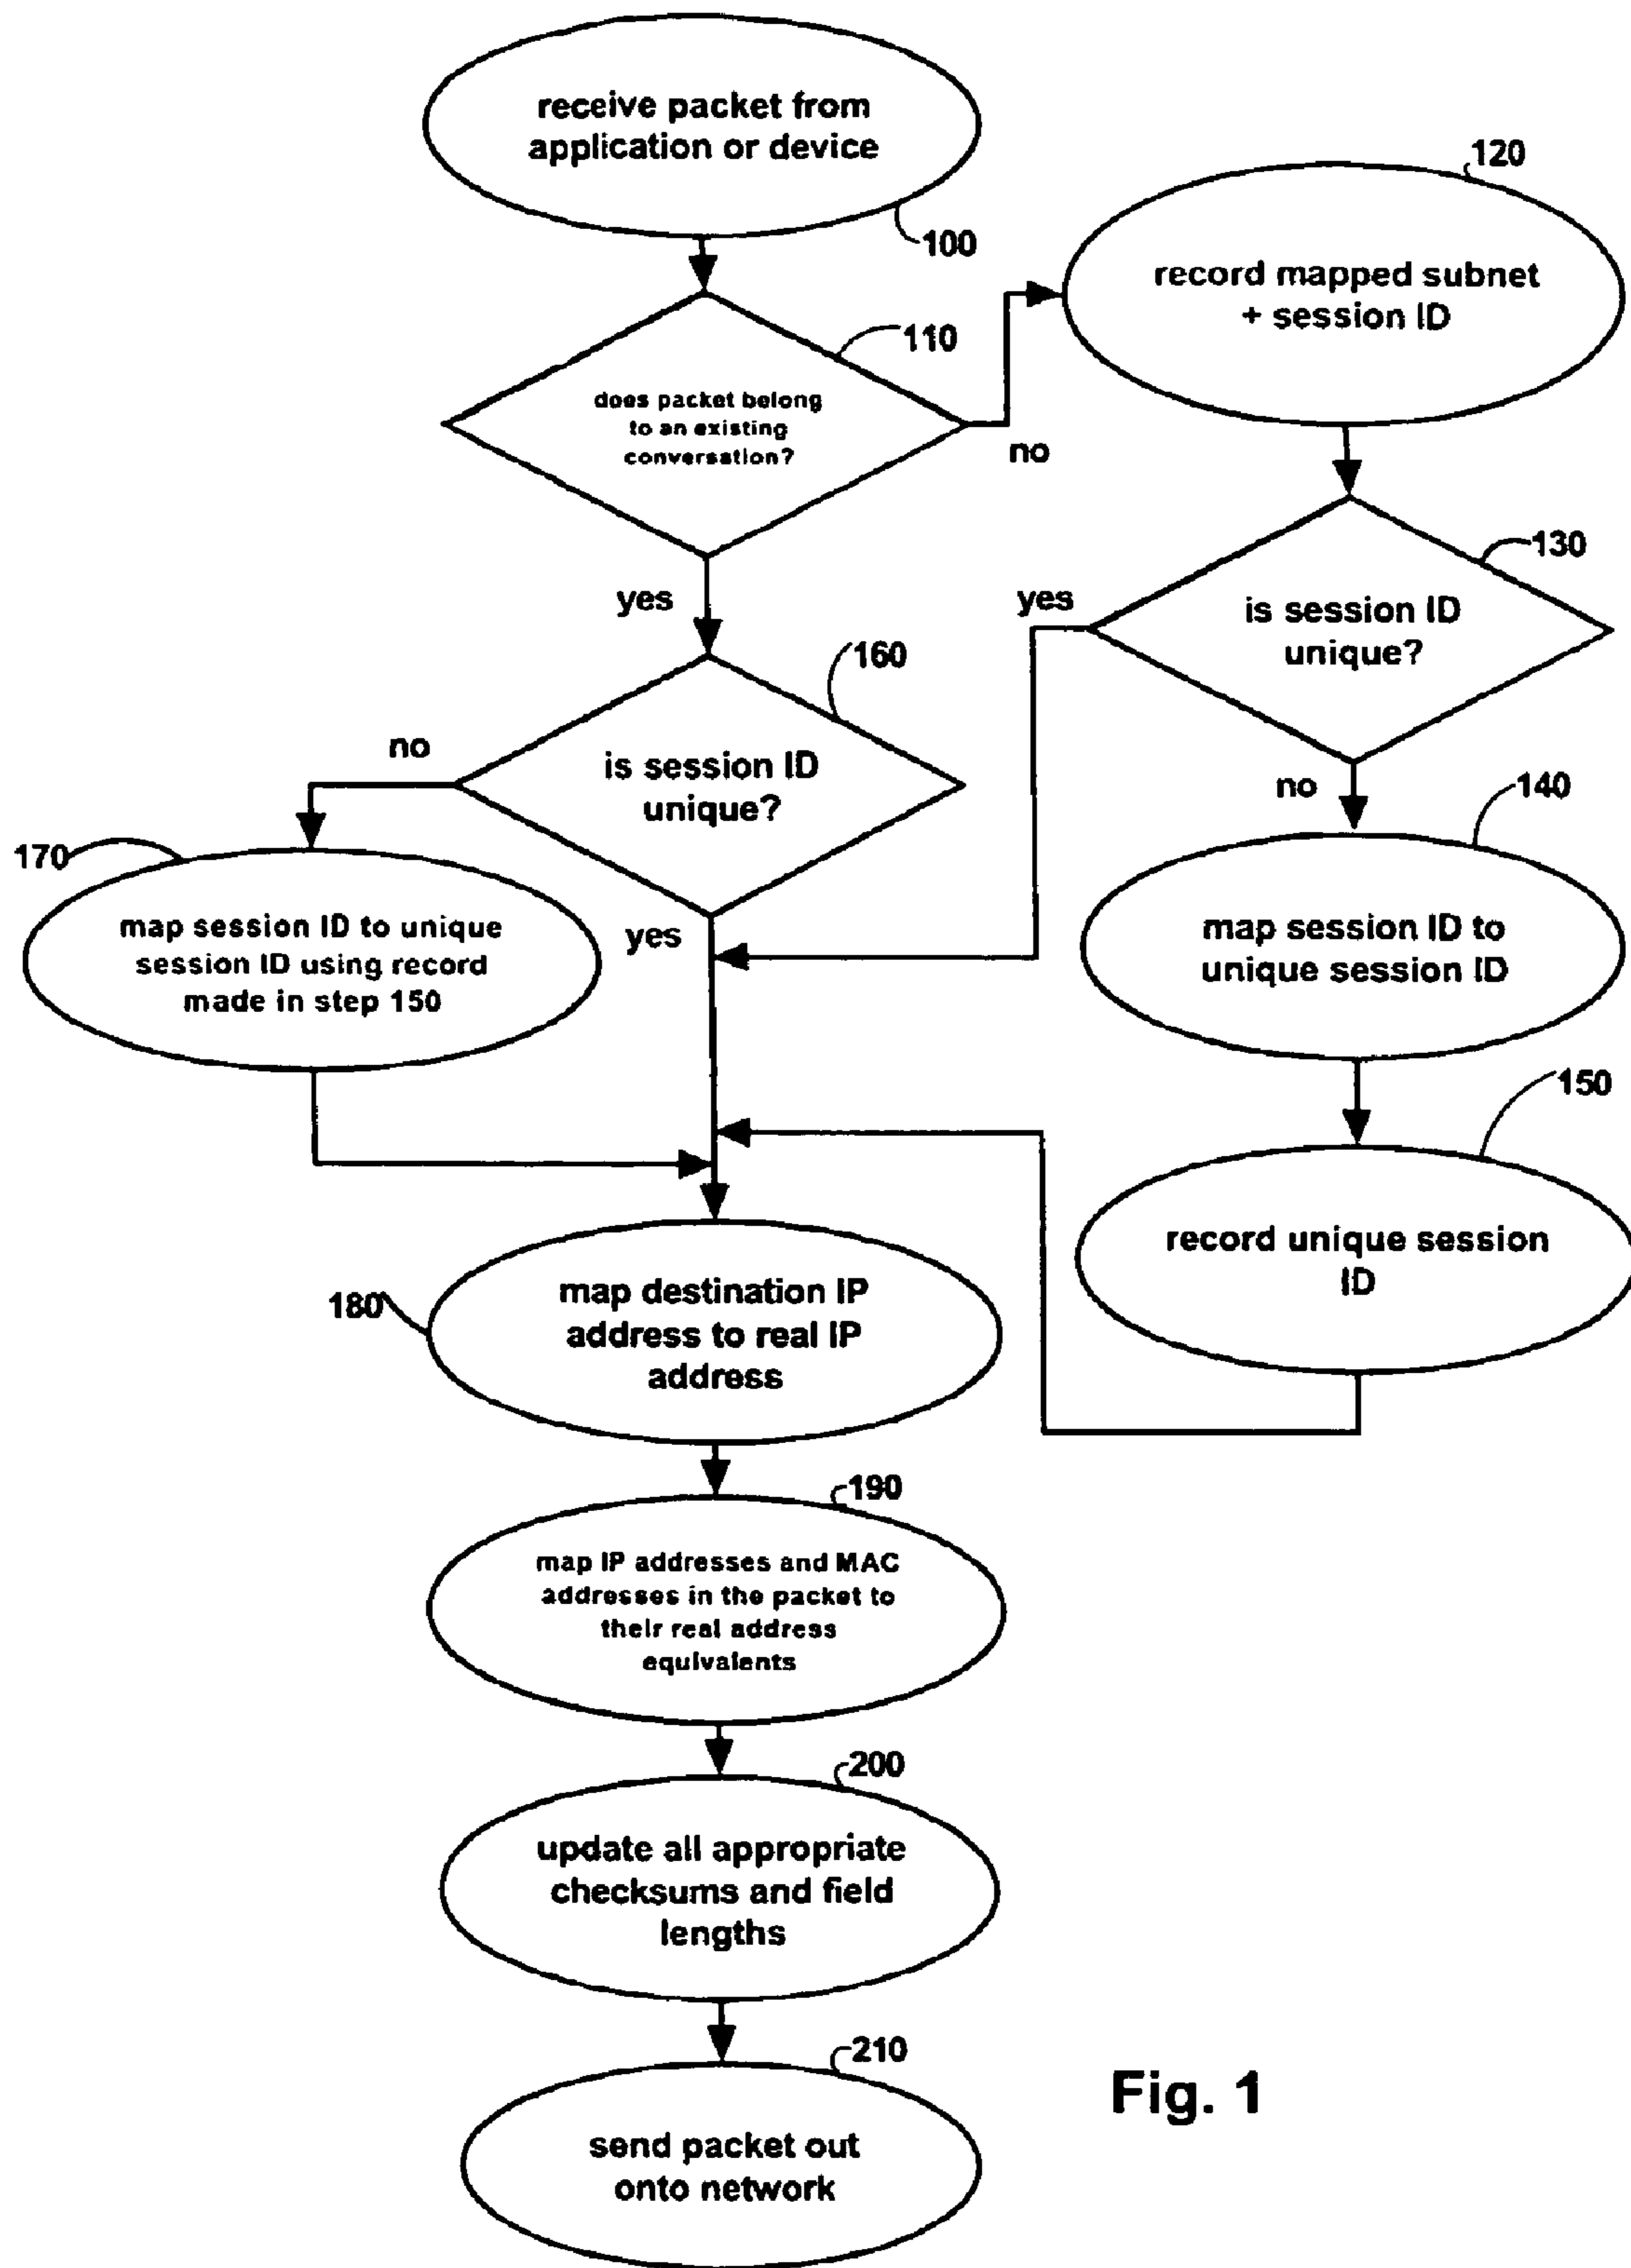 receive packet from
application or device
100
120
record mapped subnet
+ session ID
110
does packet belong
to an existing
conversation?
no
yes
130
is session ID
unique?
yes
160
is session ID
unique?
no
yes
no
140
map session ID to
unique session ID
170
map session ID to unique
session ID using record
made in step 150
150
record unique session
ID
180
map destination IP
address to real IP
address
190
map IP addresses and MAC
addresses in the packet to
their real address
equivalents
200
update all appropriate
checksums and field
lengths
210
send packet out
onto network
Fig. 1